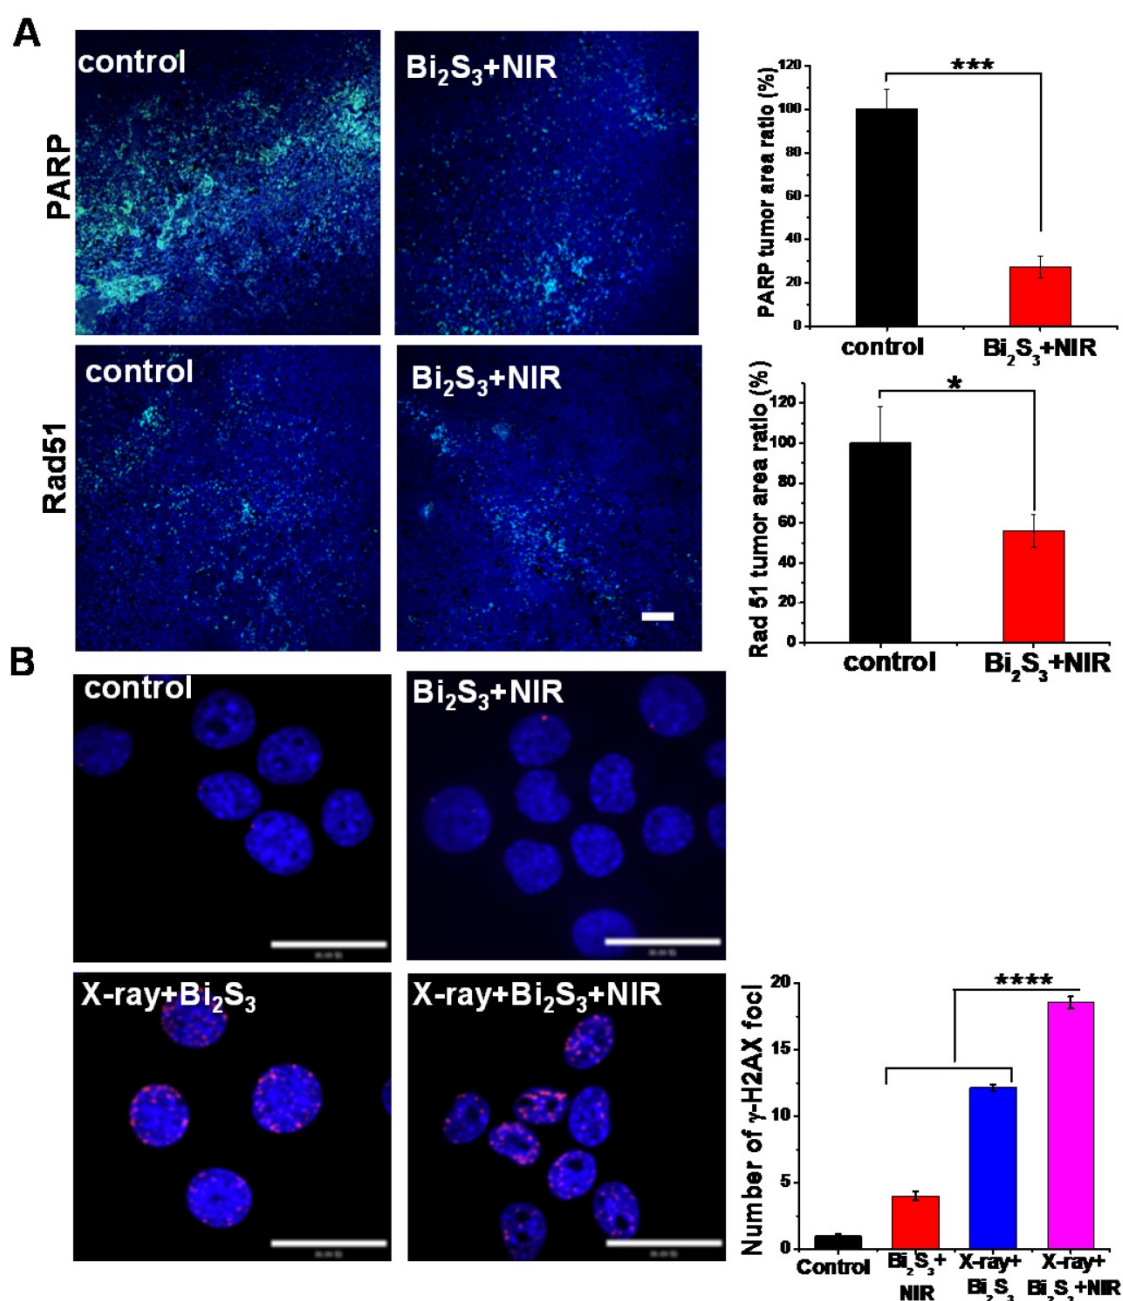 A
control
Bi₂S₃+NIR
PARP
PARP tumor area ratio (%)
120
100
80
60
40
20
0
***
control
Bi₂S₃+NIR
control
Bi₂S₃+NIR
Rad51
Rad 51 tumor area ratio (%)
120
100
80
60
40
20
0
*
control
Bi₂S₃+NIR
B
control
Bi₂S₃+NIR
X-ray+Bi₂S₃
X-ray+Bi₂S₃+NIR
Number of γ-H2AX foci
20
15
10
5
0
****
Control
Bi₂S₃+
NIR
X-ray+
Bi₂S₃
X-ray+
Bi₂S₃+NIR